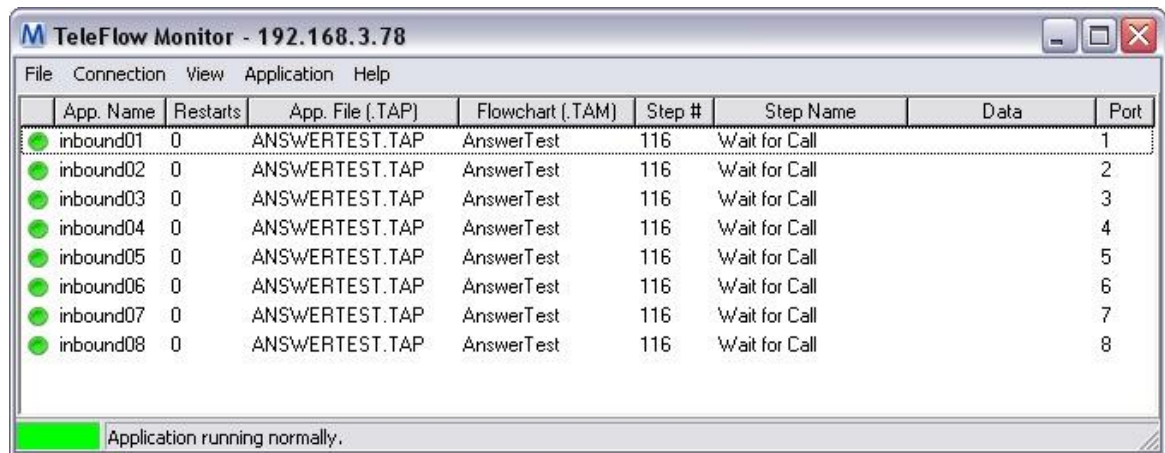 M TeleFlow Monitor - 192.168.3.78
File Connection View Application Help
App. Name Restarts App. File (.TAP) Flowchart (.TAM) Step # Step Name Data Port
inbound01 0 ANSWERTEST.TAP AnswerTest 116 Wait for Call 1
inbound02 0 ANSWERTEST.TAP AnswerTest 116 Wait for Call 2
inbound03 0 ANSWERTEST.TAP AnswerTest 116 Wait for Call 3
inbound04 0 ANSWERTEST.TAP AnswerTest 116 Wait for Call 4
inbound05 0 ANSWERTEST.TAP AnswerTest 116 Wait for Call 5
inbound06 0 ANSWERTEST.TAP AnswerTest 116 Wait for Call 6
inbound07 0 ANSWERTEST.TAP AnswerTest 116 Wait for Call 7
inbound08 0 ANSWERTEST.TAP AnswerTest 116 Wait for Call 8
Application running normally.